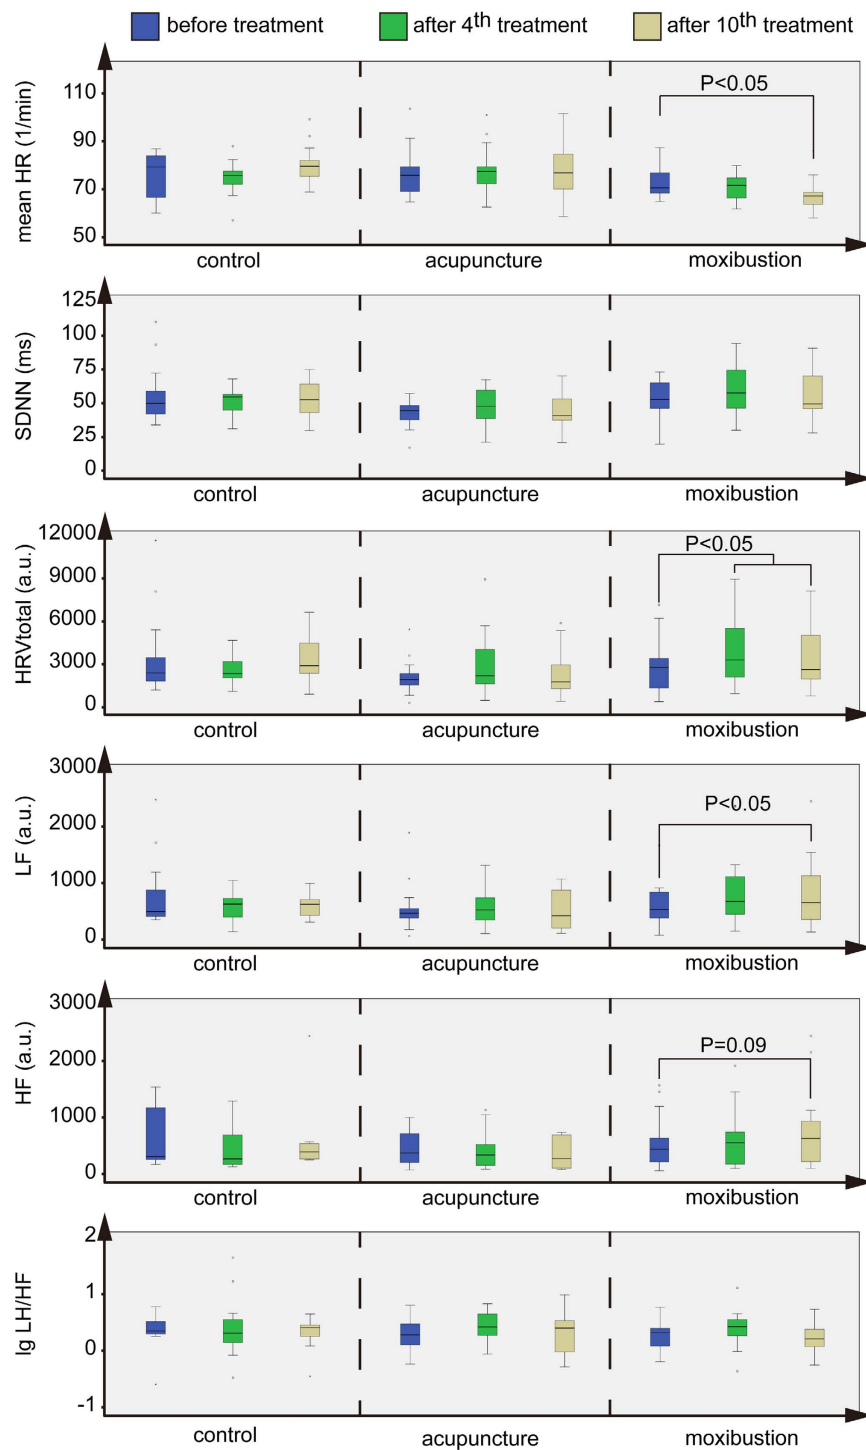 before treatment after 4th treatment after 10th treatment
mean HR (1/min)
110
90
70
50
P<0.05
control acupuncture moxibustion
SDNN (ms)
125
100
75
50
25
0
control acupuncture moxibustion
HRVtotal (a.u.)
12000
9000
6000
3000
0
P<0.05
control acupuncture moxibustion
LF (a.u.)
3000
2000
1000
0
P<0.05
control acupuncture moxibustion
HF (a.u.)
3000
2000
1000
0
P=0.09
control acupuncture moxibustion
lg LH/HF
2
1
0
-1
control acupuncture moxibustion